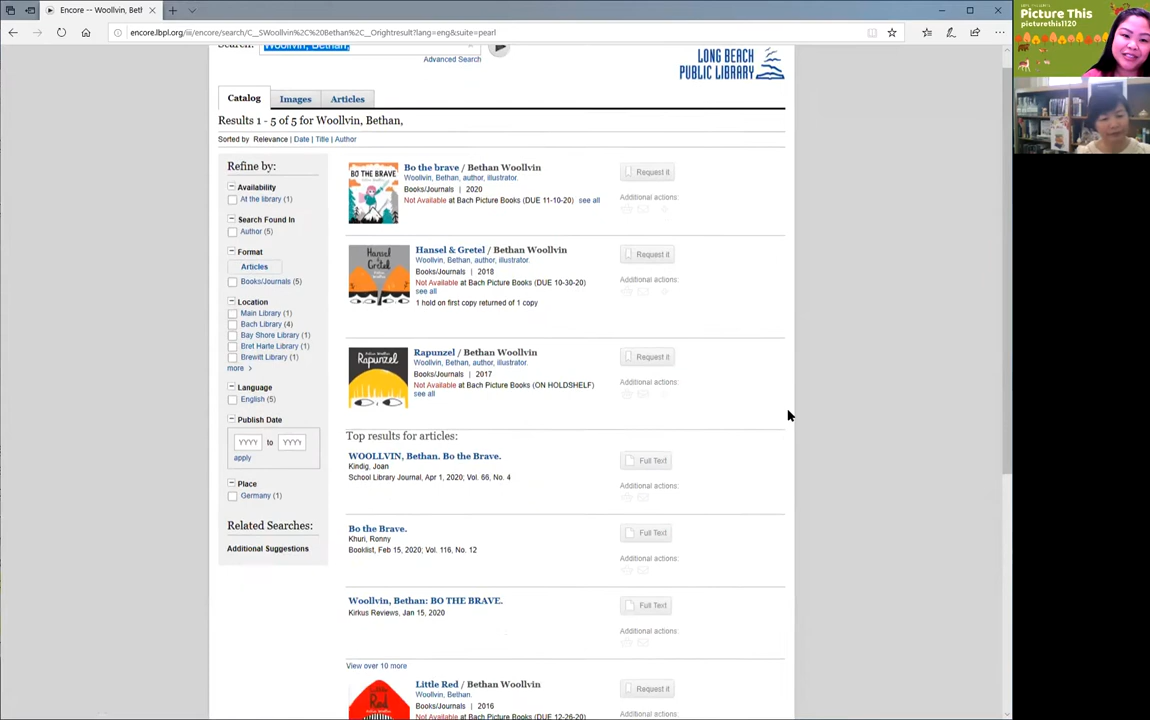 Encore -- Woollvin, Bet
encore.lbpl.org/iii/encore/search/C__SWoollvin%2C%20Bethan%2C__Orightresult?lang=eng&suite=pearl
Search:
Woollvin, Bethan,
Advanced Search
LONG BEACH
PUBLIC LIBRARY
Catalog
Images
Articles
Results 1 - 5 of 5 for Woollvin, Bethan,
Sorted by Relevance | Date | Title | Author
Refine by:
Availability
At the library (1)
Search Found In
Author (5)
Format
Articles
Books/Journals (5)
Location
Main Library (1)
Bach Library (4)
Bay Shore Library (1)
Bret Harte Library (1)
Brewitt Library (1)
more >
Language
English (5)
Publish Date
YYYY to YYYY
apply
Place
Germany (1)
Related Searches:
Additional Suggestions
BO THE BRAVE
Bo the brave / Bethan Woollvin
Woollvin, Bethan, author, illustrator.
Books/Journals | 2020
Not Available at Bach Picture Books (DUE 11-10-20) see all
Request it
Additional actions:
Hansel & Gretel
Hansel & Gretel / Bethan Woollvin
Woollvin, Bethan, author, illustrator.
Books/Journals | 2018
Not Available at Bach Picture Books (DUE 10-30-20)
see all
1 hold on first copy returned of 1 copy
Request it
Additional actions:
Rapunzel
Rapunzel / Bethan Woollvin
Woollvin, Bethan, author, illustrator.
Books/Journals | 2017
Not Available at Bach Picture Books (ON HOLDSHELF)
see all
Request it
Additional actions:
Top results for articles:
WOOLLVIN, Bethan. Bo the Brave.
Kindig, Joan
School Library Journal, Apr 1, 2020; Vol. 66, No. 4
Full Text
Additional actions:
Bo the Brave.
Khuri, Ronny
Booklist, Feb 15, 2020; Vol. 116, No. 12
Full Text
Additional actions:
Woollvin, Bethan: BO THE BRAVE.
Kirkus Reviews, Jan 15, 2020
Full Text
Additional actions:
View over 10 more
Little Red
Little Red / Bethan Woollvin
Woollvin, Bethan.
Books/Journals | 2016
Not Available at Bach Picture Books (DUE 12-26-20)
Request it
Additional actions:
Picture This
picturethis1120